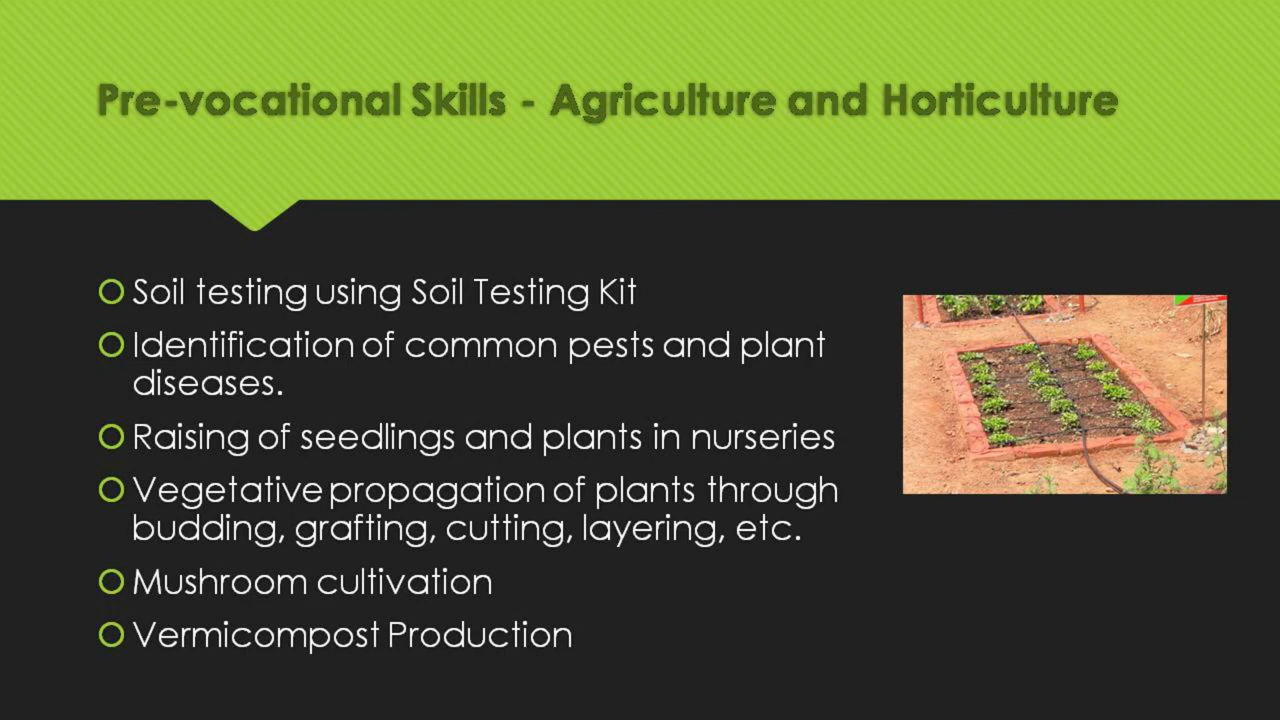 Pre-vocational Skills - Agriculture and Horticulture
Soil testing using Soil Testing Kit
Identification of common pests and plant
diseases.
Raising of seedlings and plants in nurseries
Vegetative propagation of plants through
budding, grafting, cutting, layering, etc.
Mushroom cultivation
Vermicompost Production